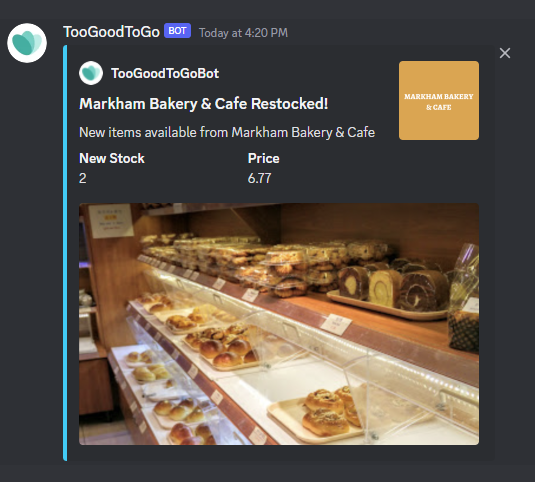 TooGoodToGo BOT Today at 4:20 PM
TooGoodToGoBot
Markham Bakery & Cafe Restocked!
New items available from Markham Bakery & Cafe
New Stock Price
2 6.77
MARKHAM BAKERY
& CAFE